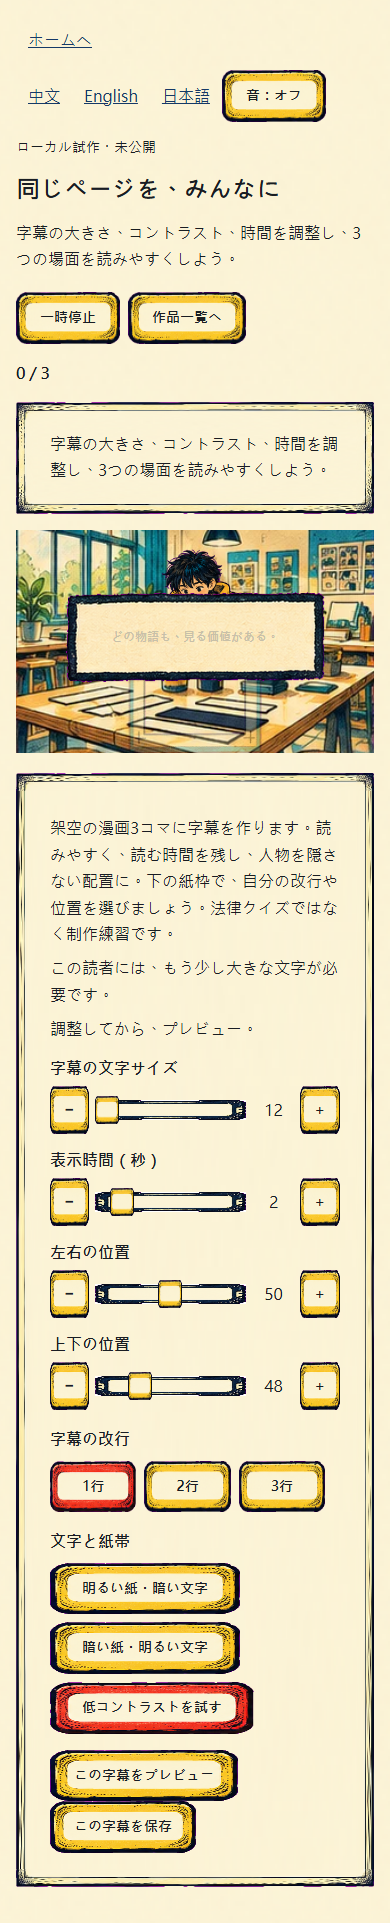 ホームへ
中文 English 日本語 音：オフ
ローカル試作・未公開
同じページを、みんなに
字幕の大きさ、コントラスト、時間を調整し、3
つの場面を読みやすくしよう。
一時停止 作品一覧へ
0 / 3
字幕の大きさ、コントラスト、時間を調
整し、3つの場面を読みやすくしよう。
どの物語も、見る価値がある。
架空の漫画3コマに字幕を作ります。読
みやすく、読む時間を残し、人物を隠さ
ない配置に。下の紙枠で、自分の改行や
位置を選びましょう。法律クイズではな
く制作練習です。
この読者には、もう少し大きな文字が必
要です。
調整してから、プレビュー。
字幕の文字サイズ
− 12 +
表示時間（秒）
− 2 +
左右の位置
− 50 +
上下の位置
− 48 +
字幕の改行
1行 2行 3行
文字と紙帯
明るい紙・暗い文字
暗い紙・明るい文字
低コントラストを試す
この字幕をプレビュー
この字幕を保存